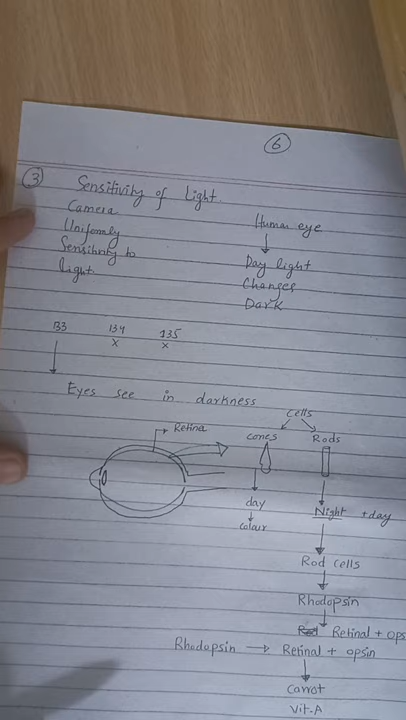 6
3 Sensitivity of Light
Camera
Uniformly
Sensitivity to
light
Human eye
Day light
Changes
Dark
133 134 135
x x
Eyes see in darkness
Retina
Cells
cones Rods
day
colour
Night + day
Rod cells
Rhodopsin
Retinal + ops
Rhodopsin → Retinal + opsin
carrot
Vit. A